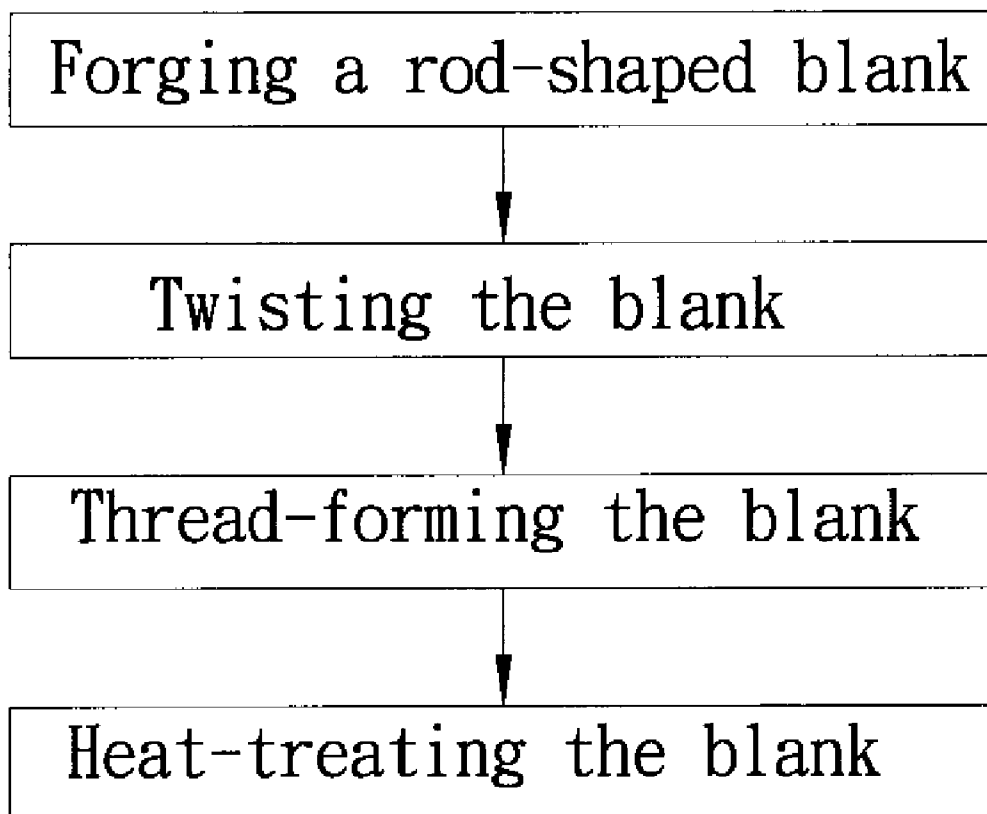 Forging a rod-shaped blank
Twisting the blank
Thread-forming the blank
Heat-treating the blank